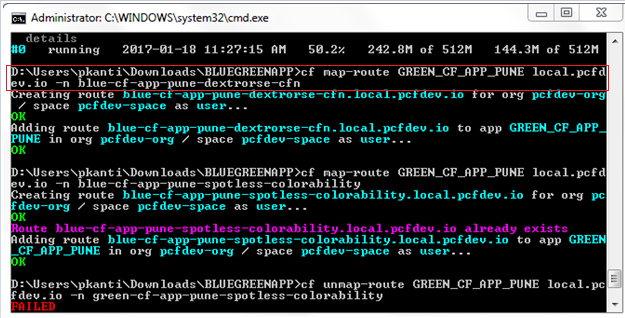 Administrator: C:\WINDOWS\system32\cmd.exe
details
#0 running 2017-01-18 11:27:15 AM 50.2% 242.8M of 512M 144.3M of 512M
D:\Users\pkanti\Downloads\BLUEGREENAPP>cf map-route GREEN_CF_APP_PUNE local.pcfd
ev.io -n blue-cf-app-pune-dextrorse-cfn
Creating route blue-cf-app-pune-dextrorse-cfn.local.pcfdev.io for org pcfdev-org
/ space pcfdev-space as user...
OK
Adding route blue-cf-app-pune-dextrorse-cfn.local.pcfdev.io to app GREEN_CF_APP_
PUNE in org pcfdev-org / space pcfdev-space as user...
OK
D:\Users\pkanti\Downloads\BLUEGREENAPP>cf map-route GREEN_CF_APP_PUNE local.pcfd
ev.io -n blue-cf-app-pune-spotless-colorability
Creating route blue-cf-app-pune-spotless-colorability.local.pcfdev.io for org pc
fdev-org / space pcfdev-space as user...
OK
Route blue-cf-app-pune-spotless-colorability.local.pcfdev.io already exists
Adding route blue-cf-app-pune-spotless-colorability.local.pcfdev.io to app GREEN
_CF_APP_PUNE in org pcfdev-org / space pcfdev-space as user...
OK
D:\Users\pkanti\Downloads\BLUEGREENAPP>cf unmap-route GREEN_CF_APP_PUNE local.pc
fdev.io -n green-cf-app-pune-spotless-colorability
FAILED